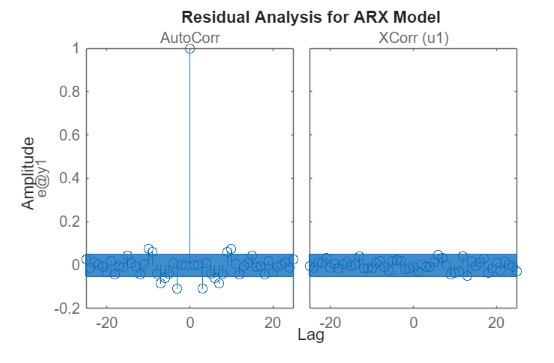 Residual Analysis for ARX Model
AutoCorr
XCorr (u1)
Amplitude
e@y1
1
0.8
0.6
0.4
0.2
0
-0.2
-20
0
20
-20
0
20
Lag